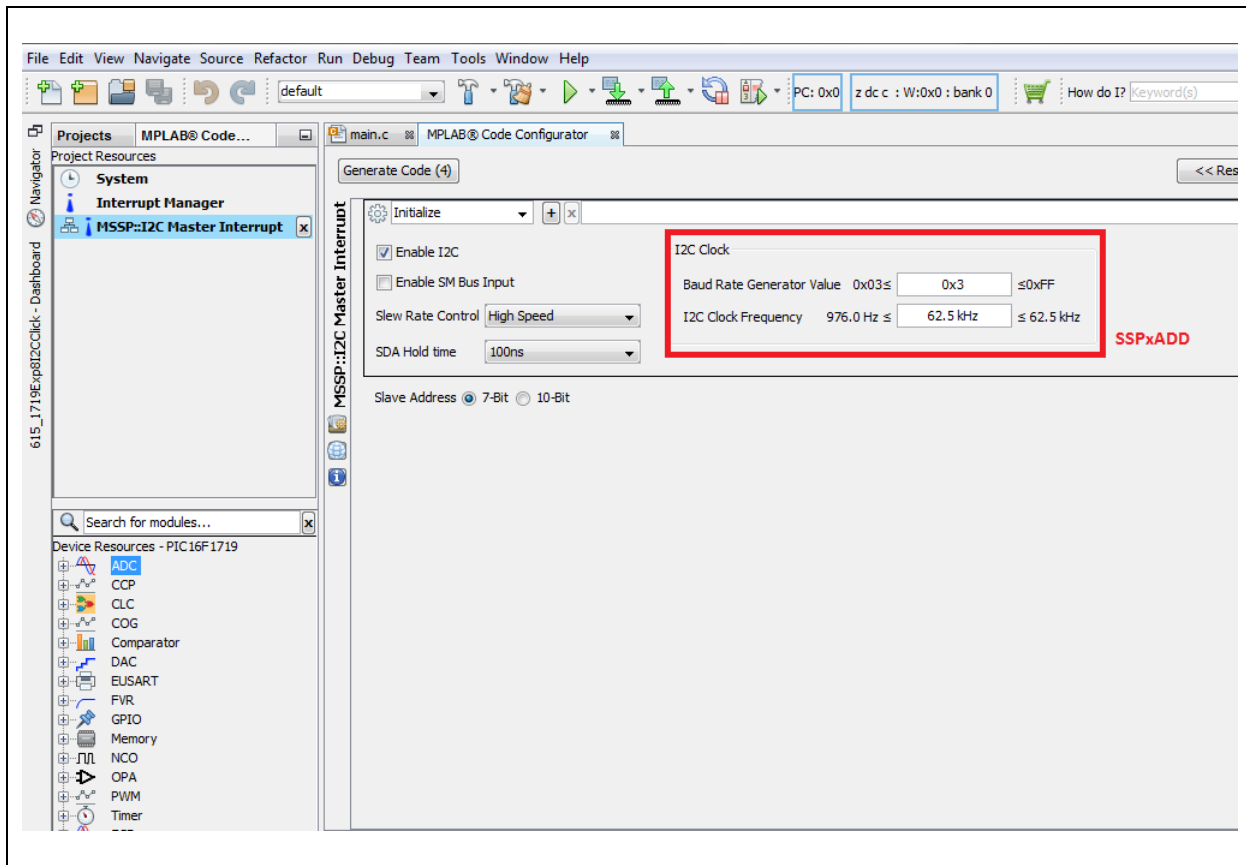 File Edit View Navigate Source Refactor Run Debug Team Tools Window Help
default PC: 0x0 z dc c : W:0x0 : bank 0 How do I? Keyword(s)
Projects MPLAB® Code...
main.c MPLAB® Code Configurator
Navigator
Dashboard
615_1719Exp8I2CClick - Dashboard
Project Resources
System
Interrupt Manager
MSSP::I2C Master Interrupt x
Generate Code (4) << Res
MSSP::I2C Master Interrupt
Initialize + x
Enable I2C
Enable SM Bus Input
Slew Rate Control High Speed
SDA Hold time 100ns
I2C Clock
Baud Rate Generator Value 0x03≤ 0x3 ≤0xFF
I2C Clock Frequency 976.0 Hz ≤ 62.5 kHz ≤ 62.5 kHz
SSPxADD
Slave Address 7-Bit 10-Bit
Search for modules... x
Device Resources - PIC16F1719
ADC
CCP
CLC
COG
Comparator
DAC
EUSART
FVR
GPIO
Memory
NCO
OPA
PWM
Timer